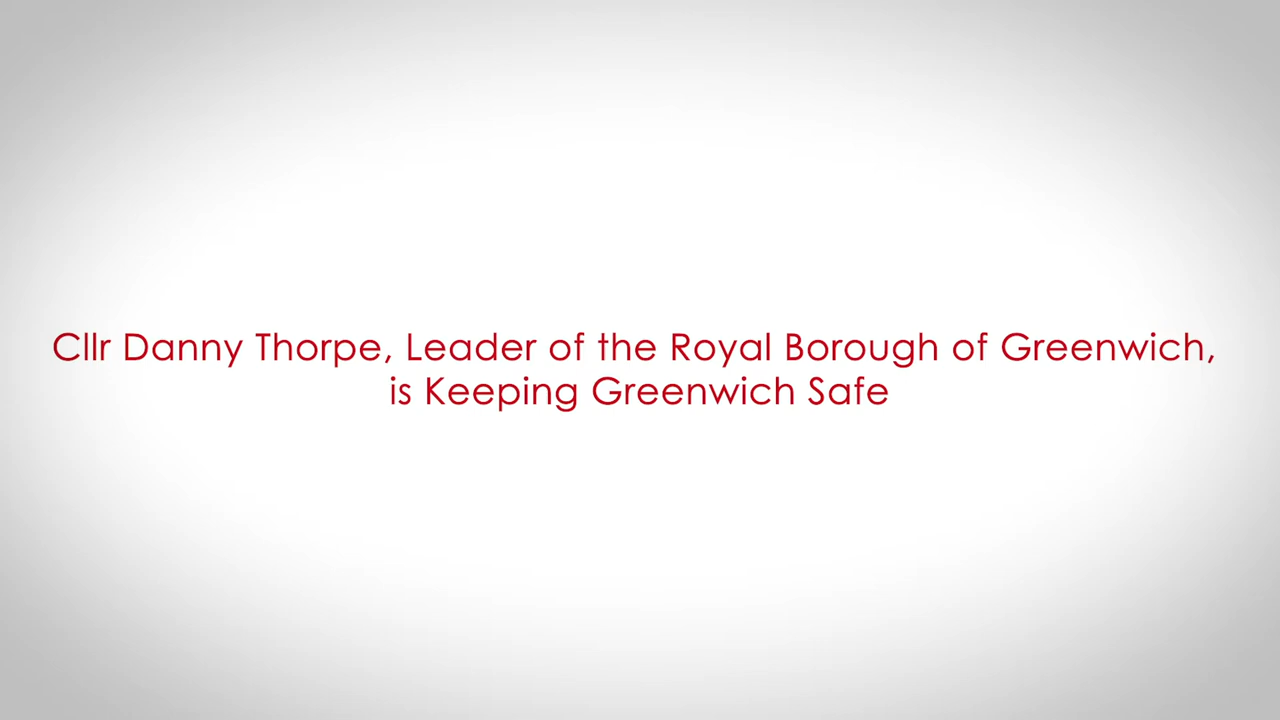 Cllr Danny Thorpe, Leader of the Royal Borough of Greenwich,
is Keeping Greenwich Safe